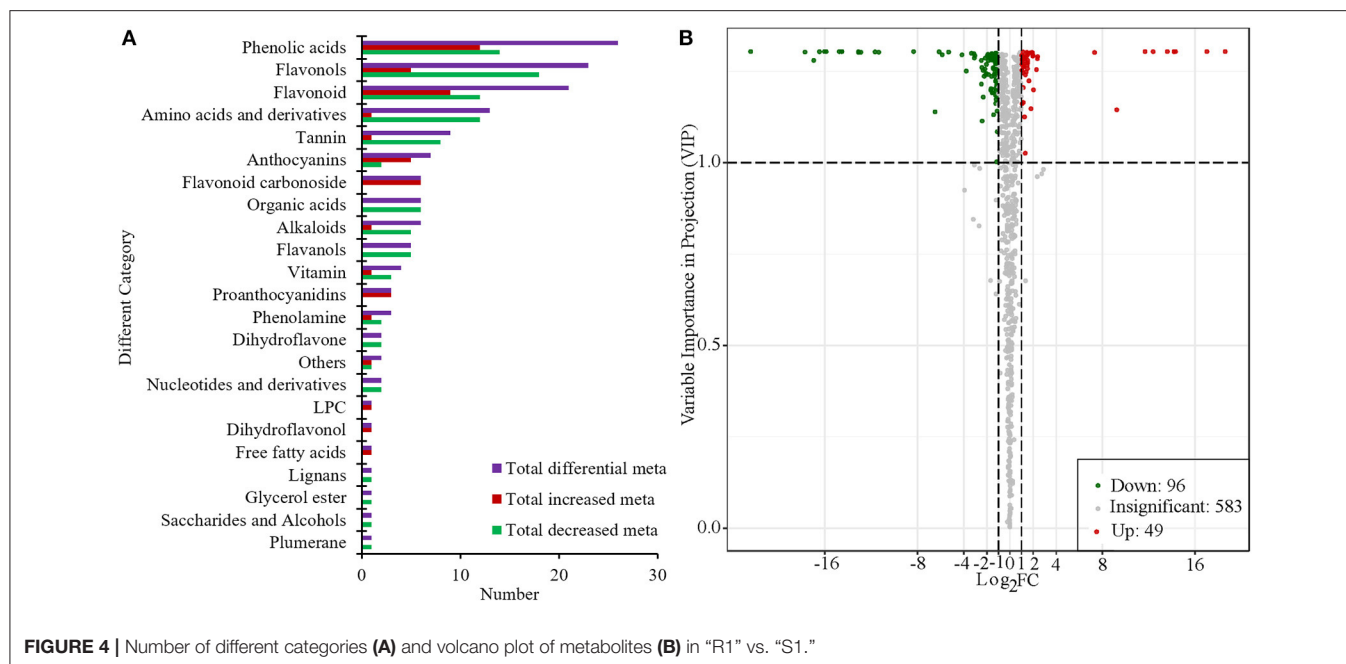 A
Different Category
Phenolic acids
Flavonols
Flavonoid
Amino acids and derivatives
Tannin
Anthocyanins
Flavonoid carbonoside
Organic acids
Alkaloids
Flavanols
Vitamin
Proanthocyanidins
Phenolamine
Dihydroflavone
Others
Nucleotides and derivatives
LPC
Dihydroflavonol
Free fatty acids
Lignans
Glycerol ester
Saccharides and Alcohols
Plumerane
Total differential meta
Total increased meta
Total decreased meta
0 10 20 30
Number
B
Variable Importance in Projection (VIP)
1.0
0.5
0.0
Down: 96
Insignificant: 583
Up: 49
-16 -8 -4 -2 -1 0 1 2 4 8 16
Log2FC
FIGURE 4 | Number of different categories (A) and volcano plot of metabolites (B) in “R1” vs. “S1.”